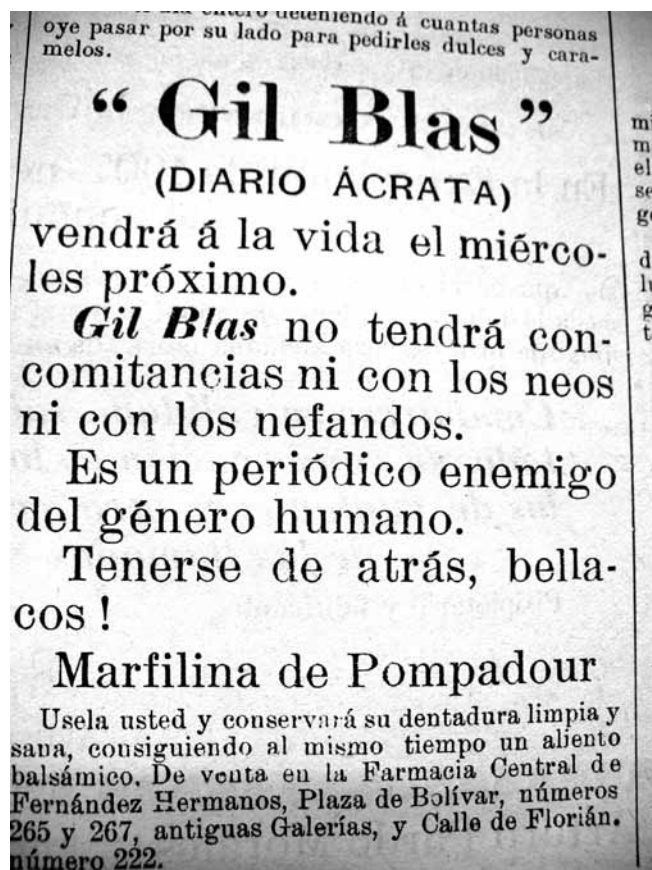 deteniendo á cuantas personas
oye pasar por su lado para pedirles dulces y cara-
melos.
“ Gil Blas ”
(DIARIO ÁCRATA)
vendrá á la vida el miérco-
les próximo.
Gil Blas no tendrá con-
comitancias ni con los neos
ni con los nefandos.
Es un periódico enemigo
del género humano.
Tenerse de atrás, bella-
cos !
Marfilina de Pompadour
Usela usted y conservará su dentadura limpia y
sana, consiguiendo al mismo tiempo un aliento
balsámico. De venta en la Farmacia Central de
Fernández Hermanos, Plaza de Bolívar, números
265 y 267, antiguas Galerías, y Calle de Florián.
número 222.